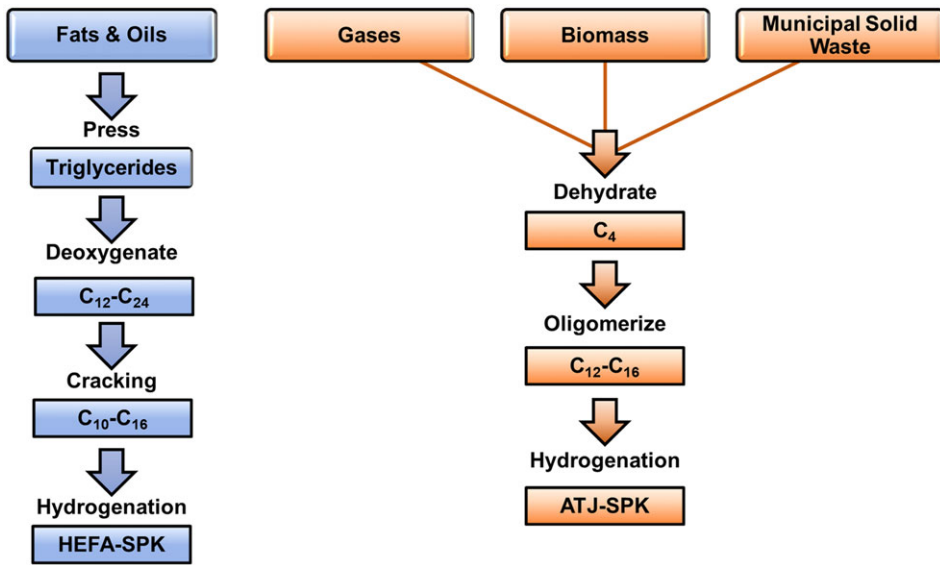 Fats & Oils
Press
Triglycerides
Deoxygenate
C₁₂-C₂₄
Cracking
C₁₀-C₁₆
Hydrogenation
HEFA-SPK
Gases
Biomass
Municipal Solid
Waste
Dehydrate
C₄
Oligomerize
C₁₂-C₁₆
Hydrogenation
ATJ-SPK